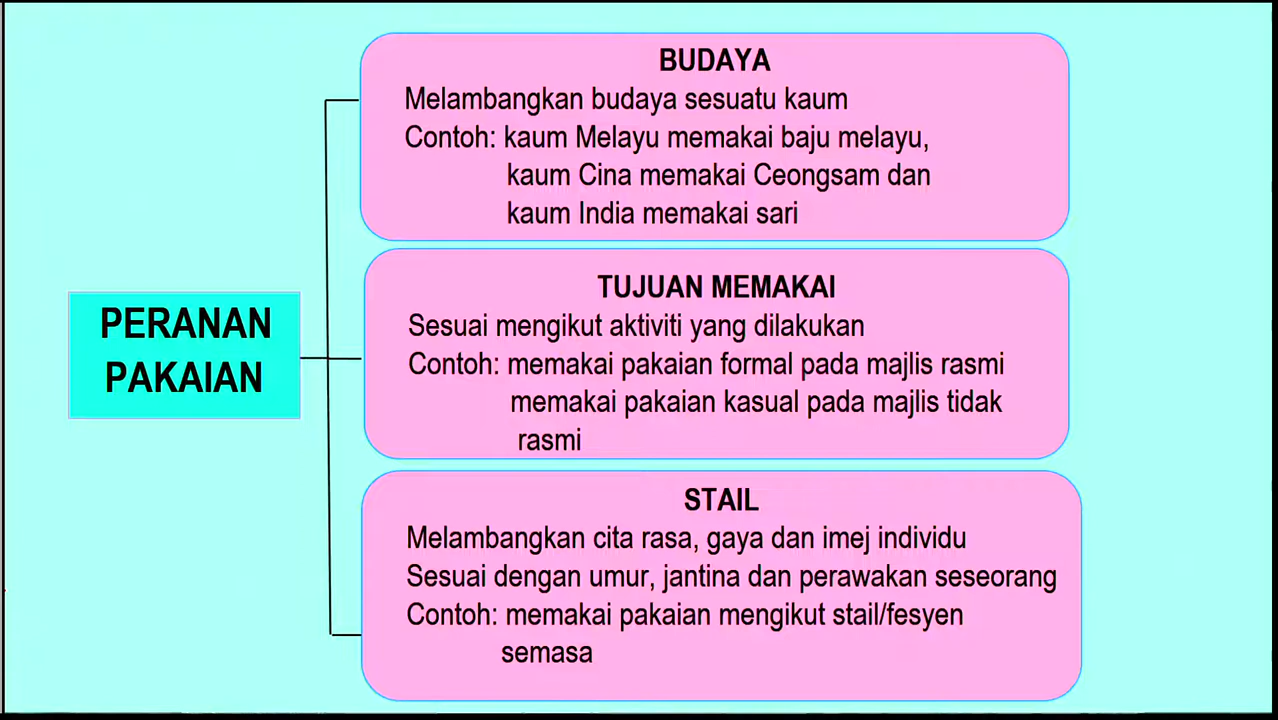 PERANAN
PAKAIAN
BUDAYA
Melambangkan budaya sesuatu kaum
Contoh: kaum Melayu memakai baju melayu,
kaum Cina memakai Ceongsam dan
kaum India memakai sari
TUJUAN MEMAKAI
Sesuai mengikut aktiviti yang dilakukan
Contoh: memakai pakaian formal pada majlis rasmi
memakai pakaian kasual pada majlis tidak
rasmi
STAIL
Melambangkan cita rasa, gaya dan imej individu
Sesuai dengan umur, jantina dan perawakan seseorang
Contoh: memakai pakaian mengikut stail/fesyen
semasa